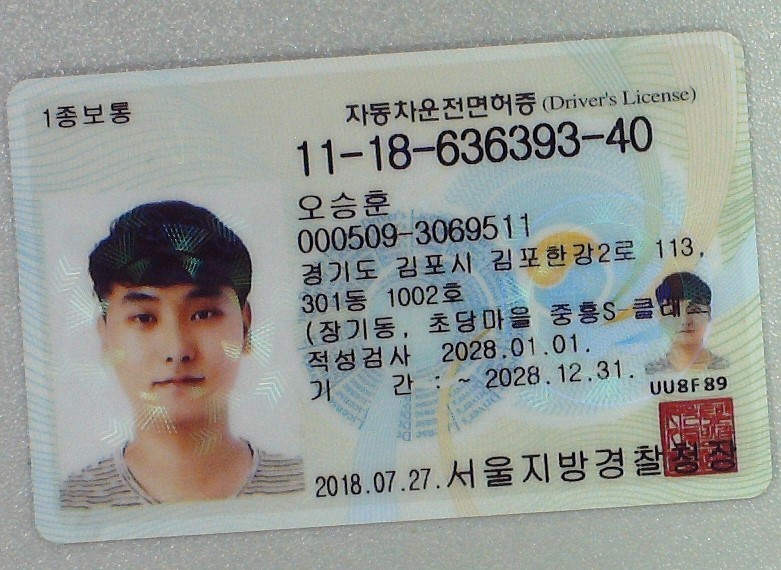 1종보통
자동차운전면허증 (Driver's License)
11-18-636393-40
오승훈
000509-3069511
경기도 김포시 김포한강2로 113,
301동 1002호
(장기동, 초당마을 중흥S-클래스
적성검사 2028.01.01.
기 간 : ~ 2028.12.31.
UU8F89
2018.07.27. 서울지방경찰청장